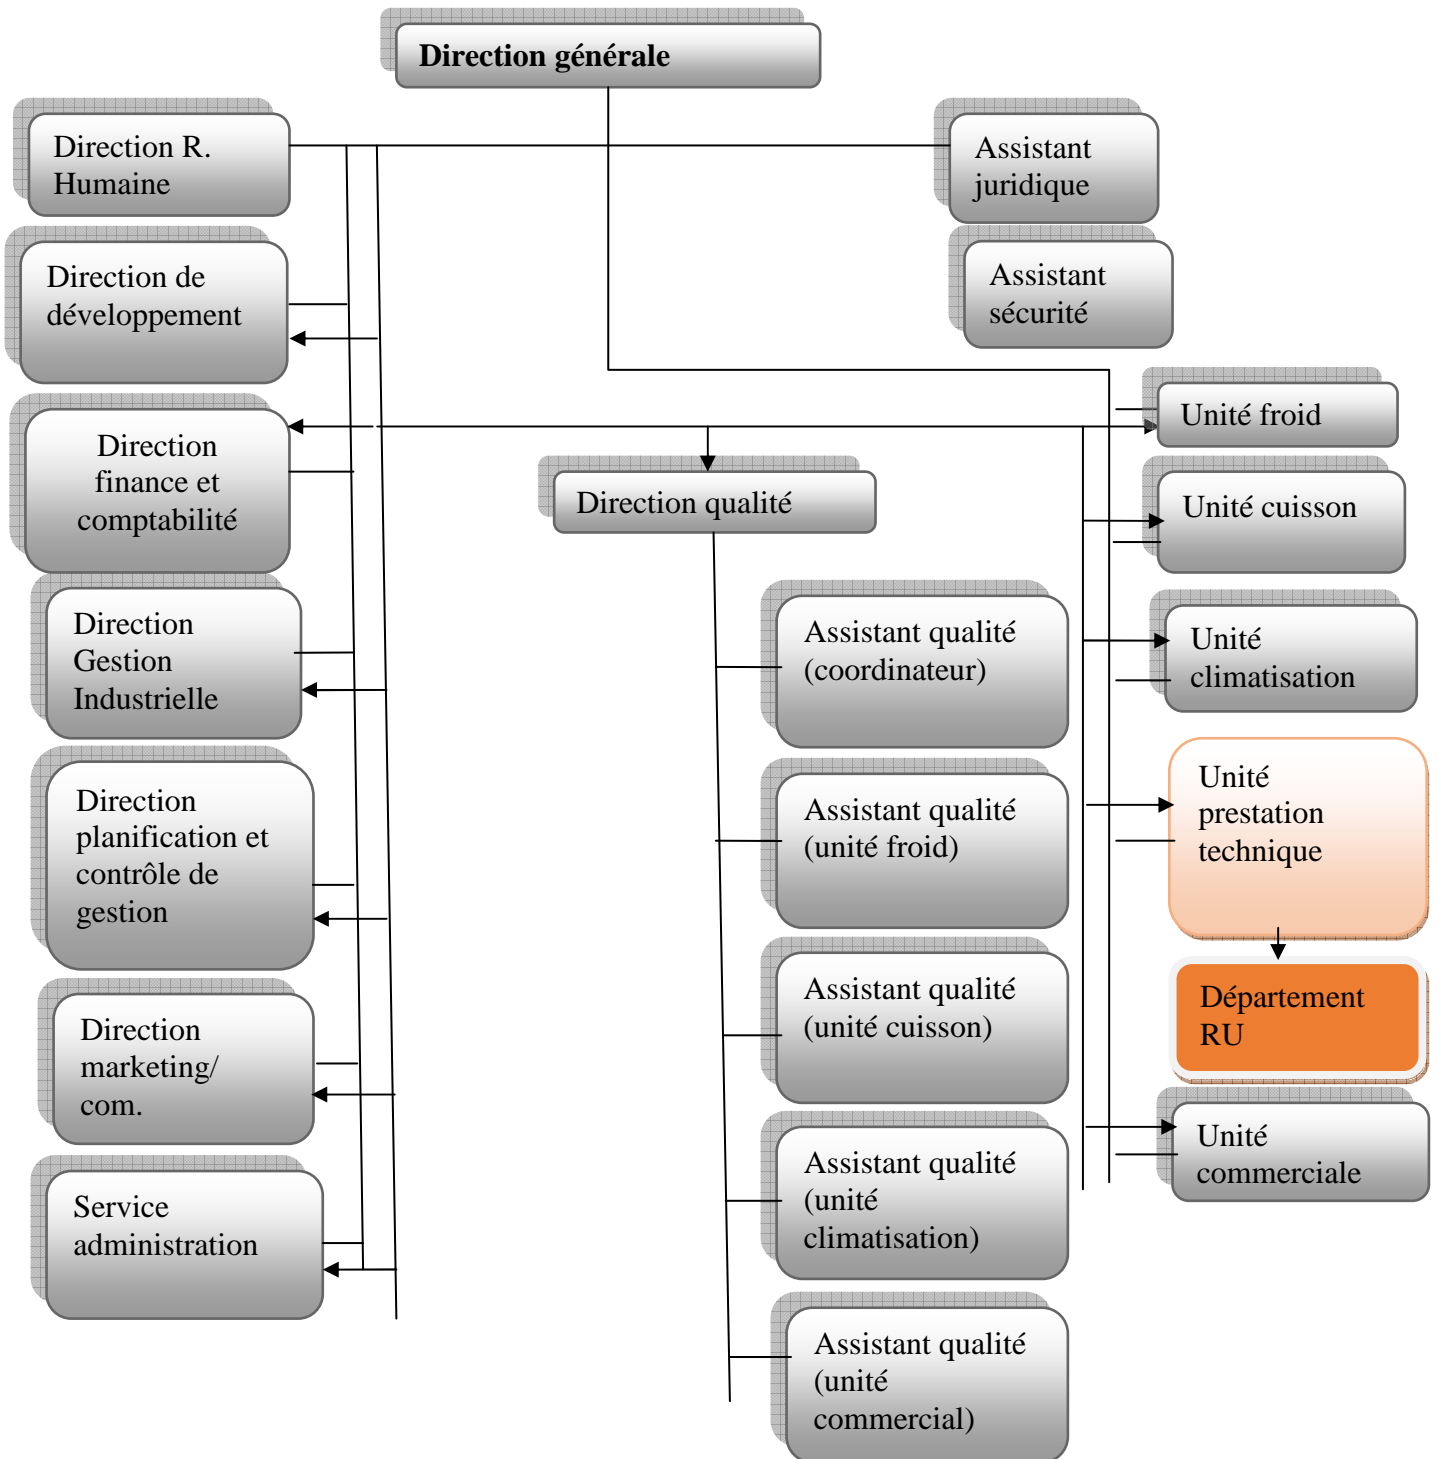 Direction générale
Direction R.
Humaine
Assistant
juridique
Direction de
développement
Assistant
sécurité
Direction
finance et
comptabilité
Unité froid
Direction qualité
Unité cuisson
Direction
Gestion
Industrielle
Assistant qualité
(coordinateur)
Unité
climatisation
Direction
planification et
contrôle de
gestion
Assistant qualité
(unité froid)
Unité
prestation
technique
Direction
marketing/
com.
Assistant qualité
(unité cuisson)
Département
RU
Service
administration
Assistant qualité
(unité
climatisation)
Unité
commerciale
Assistant qualité
(unité
commercial)